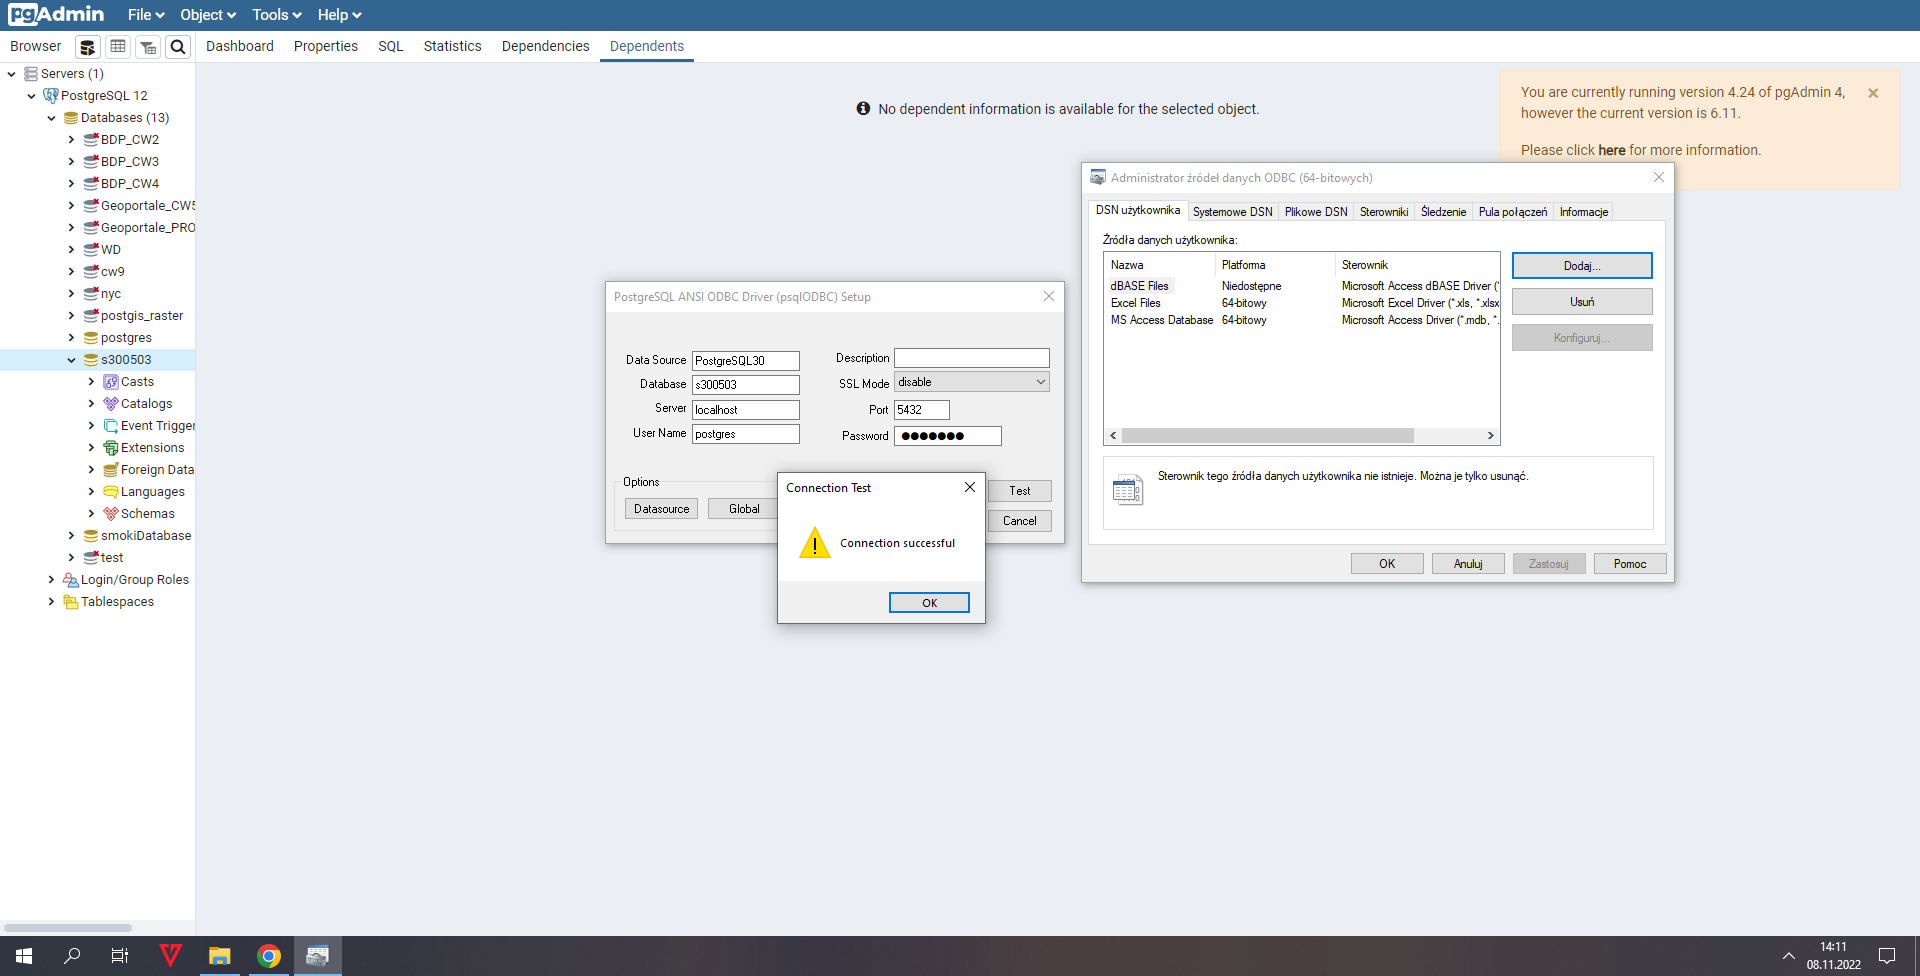 pgAdmin File Object Tools Help
Browser Dashboard Properties SQL Statistics Dependencies Dependents
Servers (1)
PostgreSQL 12
Databases (13)
BDP_CW2
BDP_CW3
BDP_CW4
Geoportale_CW5
Geoportale_PRO
WD
cw9
nyc
postgis_raster
postgres
s300503
Casts
Catalogs
Event Trigger
Extensions
Foreign Data
Languages
Schemas
smokiDatabase
test
Login/Group Roles
Tablespaces
No dependent information is available for the selected object.
You are currently running version 4.24 of pgAdmin 4,
however the current version is 6.11.
Please click here for more information.
PostgreSQL ANSI ODBC Driver (psqlODBC) Setup
Data Source PostgreSQL30 Description
Database s300503 SSL Mode disable
Server localhost Port 5432
User Name postgres Password ●●●●●●●
Options
Datasource Global Test
Cancel
Connection Test
Connection successful
OK
Administrator źródeł danych ODBC (64-bitowych)
DSN użytkownika Systemowe DSN Plikowe DSN Sterowniki Śledzenie Pula połączeń Informacje
Źródła danych użytkownika:
Nazwa Platforma Sterownik
dBASE Files Niedostępne Microsoft Access dBASE Driver (*
Excel Files 64-bitowy Microsoft Excel Driver (*.xls, *.xlsx
MS Access Database 64-bitowy Microsoft Access Driver (*.mdb, *.
Dodaj...
Usuń
Konfiguruj...
Sterownik tego źródła danych użytkownika nie istnieje. Można je tylko usunąć.
OK Anuluj Zastosuj Pomoc
14:11
08.11.2022